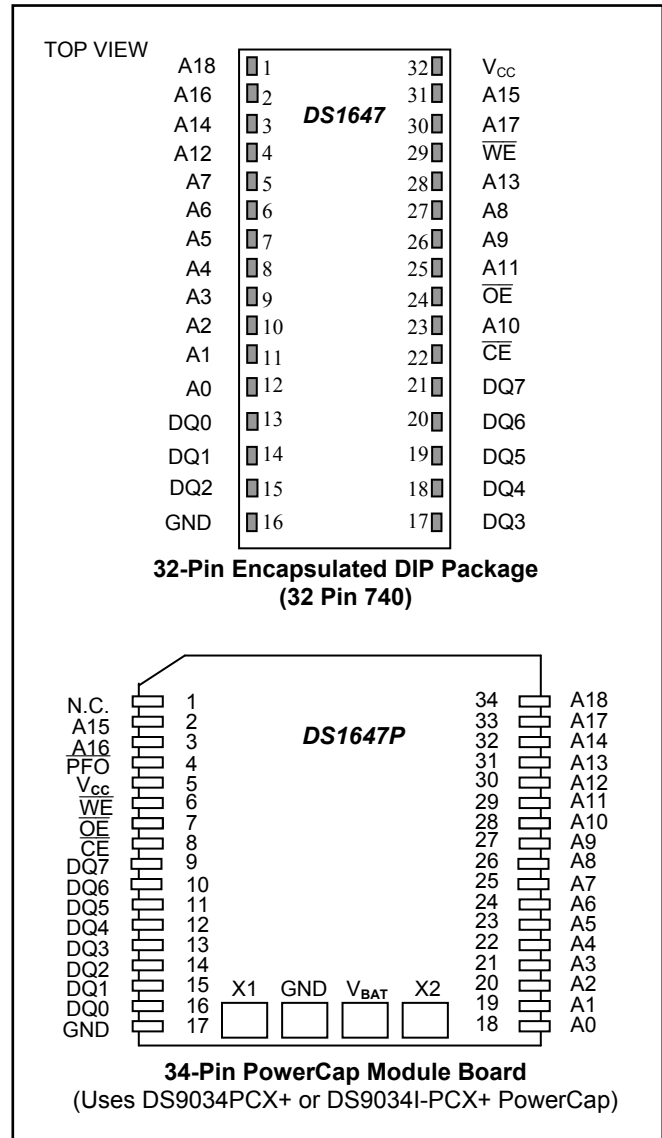 TOP VIEW
A18 1 32 VCC
A16 2 31 A15
DS1647
A14 3 30 A17
A12 4 29 WE
A7 5 28 A13
A6 6 27 A8
A5 7 26 A9
A4 8 25 A11
A3 9 24 OE
A2 10 23 A10
A1 11 22 CE
A0 12 21 DQ7
DQ0 13 20 DQ6
DQ1 14 19 DQ5
DQ2 15 18 DQ4
GND 16 17 DQ3
32-Pin Encapsulated DIP Package
(32 Pin 740)
N.C. 1 34 A18
A15 2 33 A17
A16 3 DS1647P 32 A14
PFO 4 31 A13
VCC 5 30 A12
WE 6 29 A11
OE 7 28 A10
CE 8 27 A9
DQ7 9 26 A8
DQ6 10 25 A7
DQ5 11 24 A6
DQ4 12 23 A5
DQ3 13 22 A4
DQ2 14 21 A3
DQ1 15 X1 GND VBAT X2 20 A2
DQ0 16 19 A1
GND 17 18 A0
34-Pin PowerCap Module Board
(Uses DS9034PCX+ or DS9034I-PCX+ PowerCap)